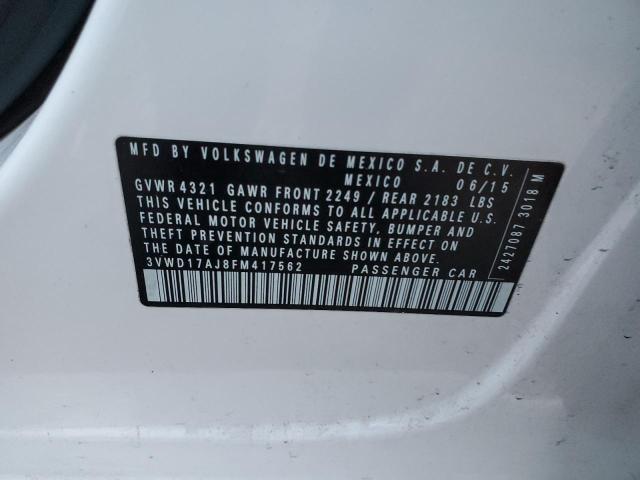 MFD BY VOLKSWAGEN DE MEXICO S.A. DE C.V.
MEXICO 06/15
GVWR 4321 GAWR FRONT 2249 / REAR 2183 LBS
THIS VEHICLE CONFORMS TO ALL APPLICABLE U.S.
FEDERAL MOTOR VEHICLE SAFETY, BUMPER AND
THEFT PREVENTION STANDARDS IN EFFECT ON
THE DATE OF MANUFACTURE SHOWN ABOVE.
3VWD17AJ8FM417562 PASSENGER CAR
2427087 3018 M